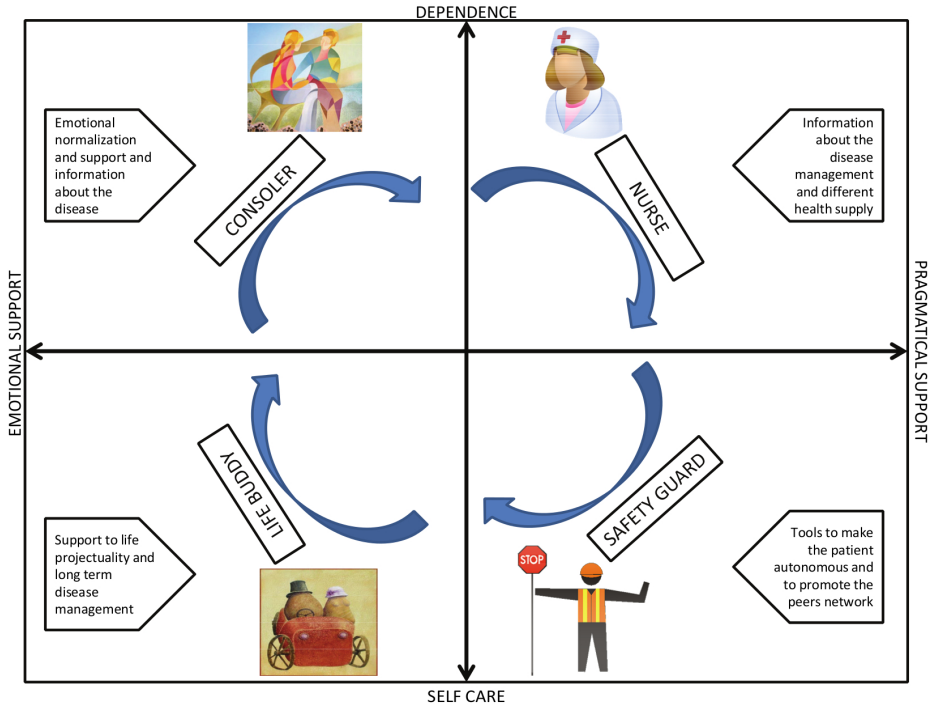 DEPENDENCE
Emotional
normalization
and support and
information
about the
disease
CONSOLER
NURSE
Information
about the
disease
management
and different
health supply
EMOTIONAL SUPPORT
PRAGMATICAL SUPPORT
LIFE BUDDY
SAFETY GUARD
Support to life
projectuality and
long term
disease
management
STOP
Tools to make
the patient
autonomous and
to promote the
peers network
SELF CARE